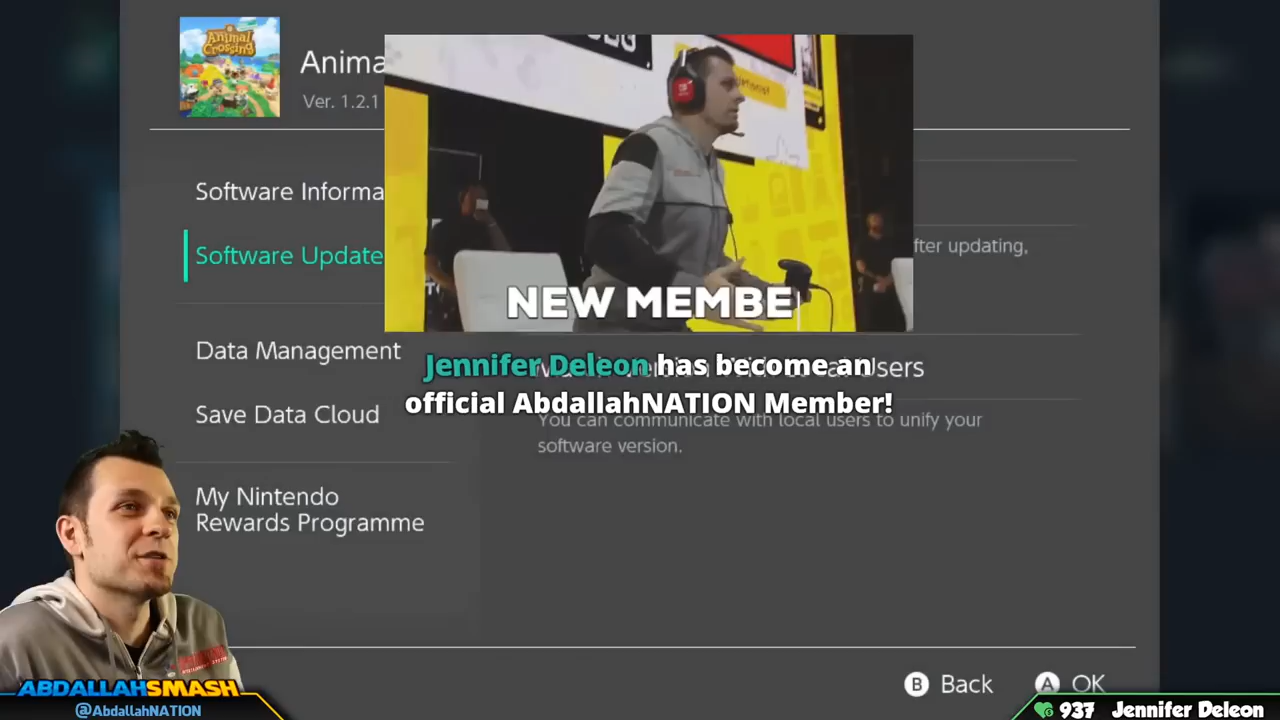 Animal
Crossing
Anima
Ver. 1.2.1
Software Informa
Software Update
fter updating,
NEW MEMBE
Jennifer Deleon has become an
official AbdallahNATION Member!
Users
Data Management
You can communicate with local users to unify your
software version.
Save Data Cloud
My Nintendo
Rewards Programme
ABDALLAHSMASH
@AbdallahNATION
B Back
A OK
937 Jennifer Deleon